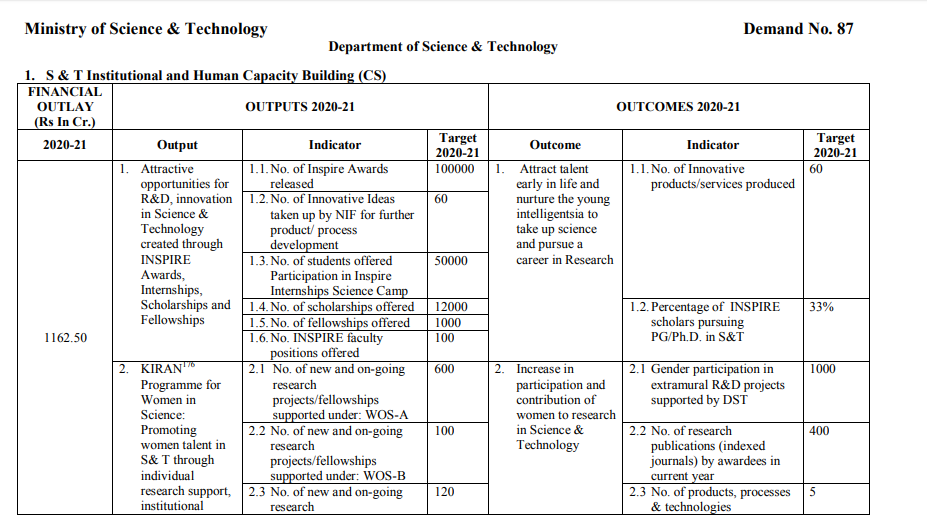 Ministry of Science & Technology Demand No. 87
Department of Science & Technology
1. S & T Institutional and Human Capacity Building (CS)
FINANCIAL OUTLAY (Rs In Cr.)
OUTPUTS 2020-21
OUTCOMES 2020-21
2020-21
Output
Indicator
Target 2020-21
Outcome
Indicator
Target 2020-21
1162.50
1. Attractive
opportunities for
R&D, innovation
in Science &
Technology
created through
INSPIRE
Awards,
Internships,
Scholarships and
Fellowships
1.1. No. of Inspire Awards
released
100000
1.2. No. of Innovative Ideas
taken up by NIF for further
product/ process
development
60
1.3. No. of students offered
Participation in Inspire
Internships Science Camp
50000
1.4. No. of scholarships offered
12000
1.5. No. of fellowships offered
1000
1.6. No. INSPIRE faculty
positions offered
100
1. Attract talent
early in life and
nurture the young
intelligentsia to
take up science
and pursue a
career in Research
1.1. No. of Innovative
products/services produced
60
1.2. Percentage of INSPIRE
scholars pursuing
PG/Ph.D. in S&T
33%
2. KIRAN176
Programme for
Women in
Science:
Promoting
women talent in
S& T through
individual
research support,
institutional
2.1 No. of new and on-going
research
projects/fellowships
supported under: WOS-A
600
2.2 No. of new and on-going
research
projects/fellowships
supported under: WOS-B
100
2.3 No. of new and on-going
research
120
2. Increase in
participation and
contribution of
women to research
in Science &
Technology
2.1 Gender participation in
extramural R&D projects
supported by DST
1000
2.2 No. of research
publications (indexed
journals) by awardees in
current year
400
2.3 No. of products, processes
& technologies
5